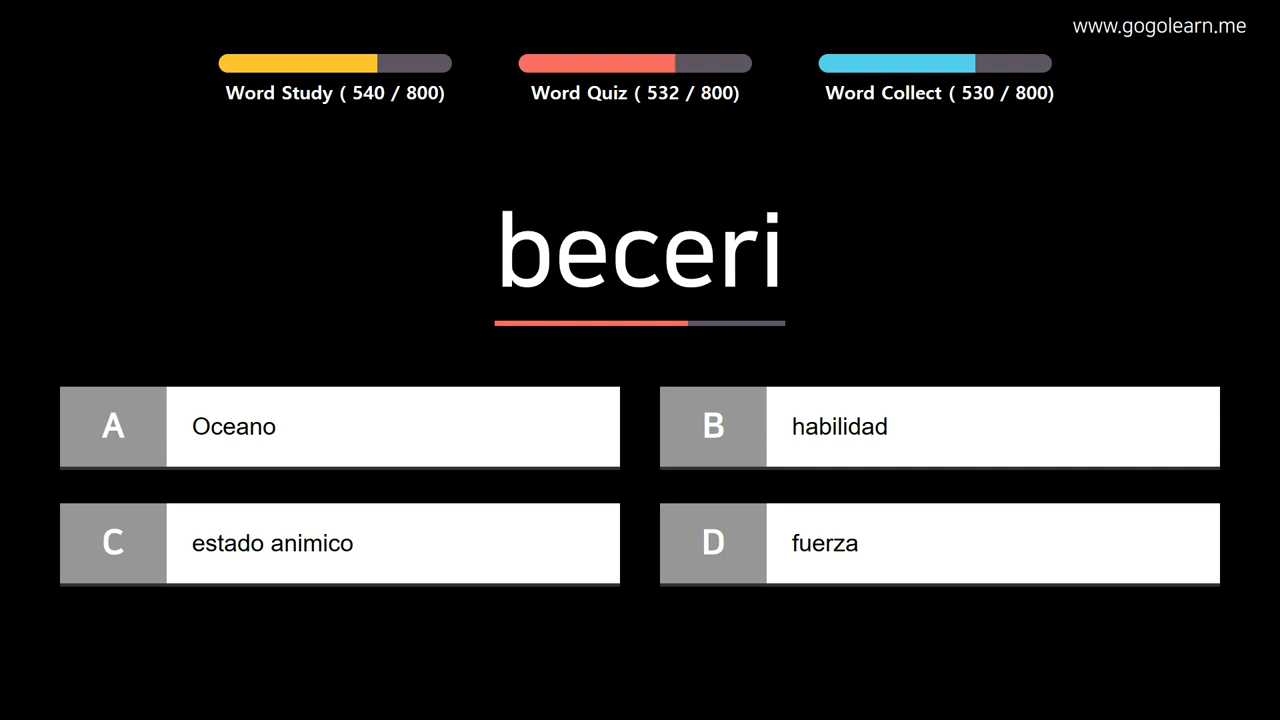 www.gogolearn.me
Word Study ( 540 / 800)
Word Quiz ( 532 / 800)
Word Collect ( 530 / 800)
beceri
A Oceano
B habilidad
C estado animico
D fuerza